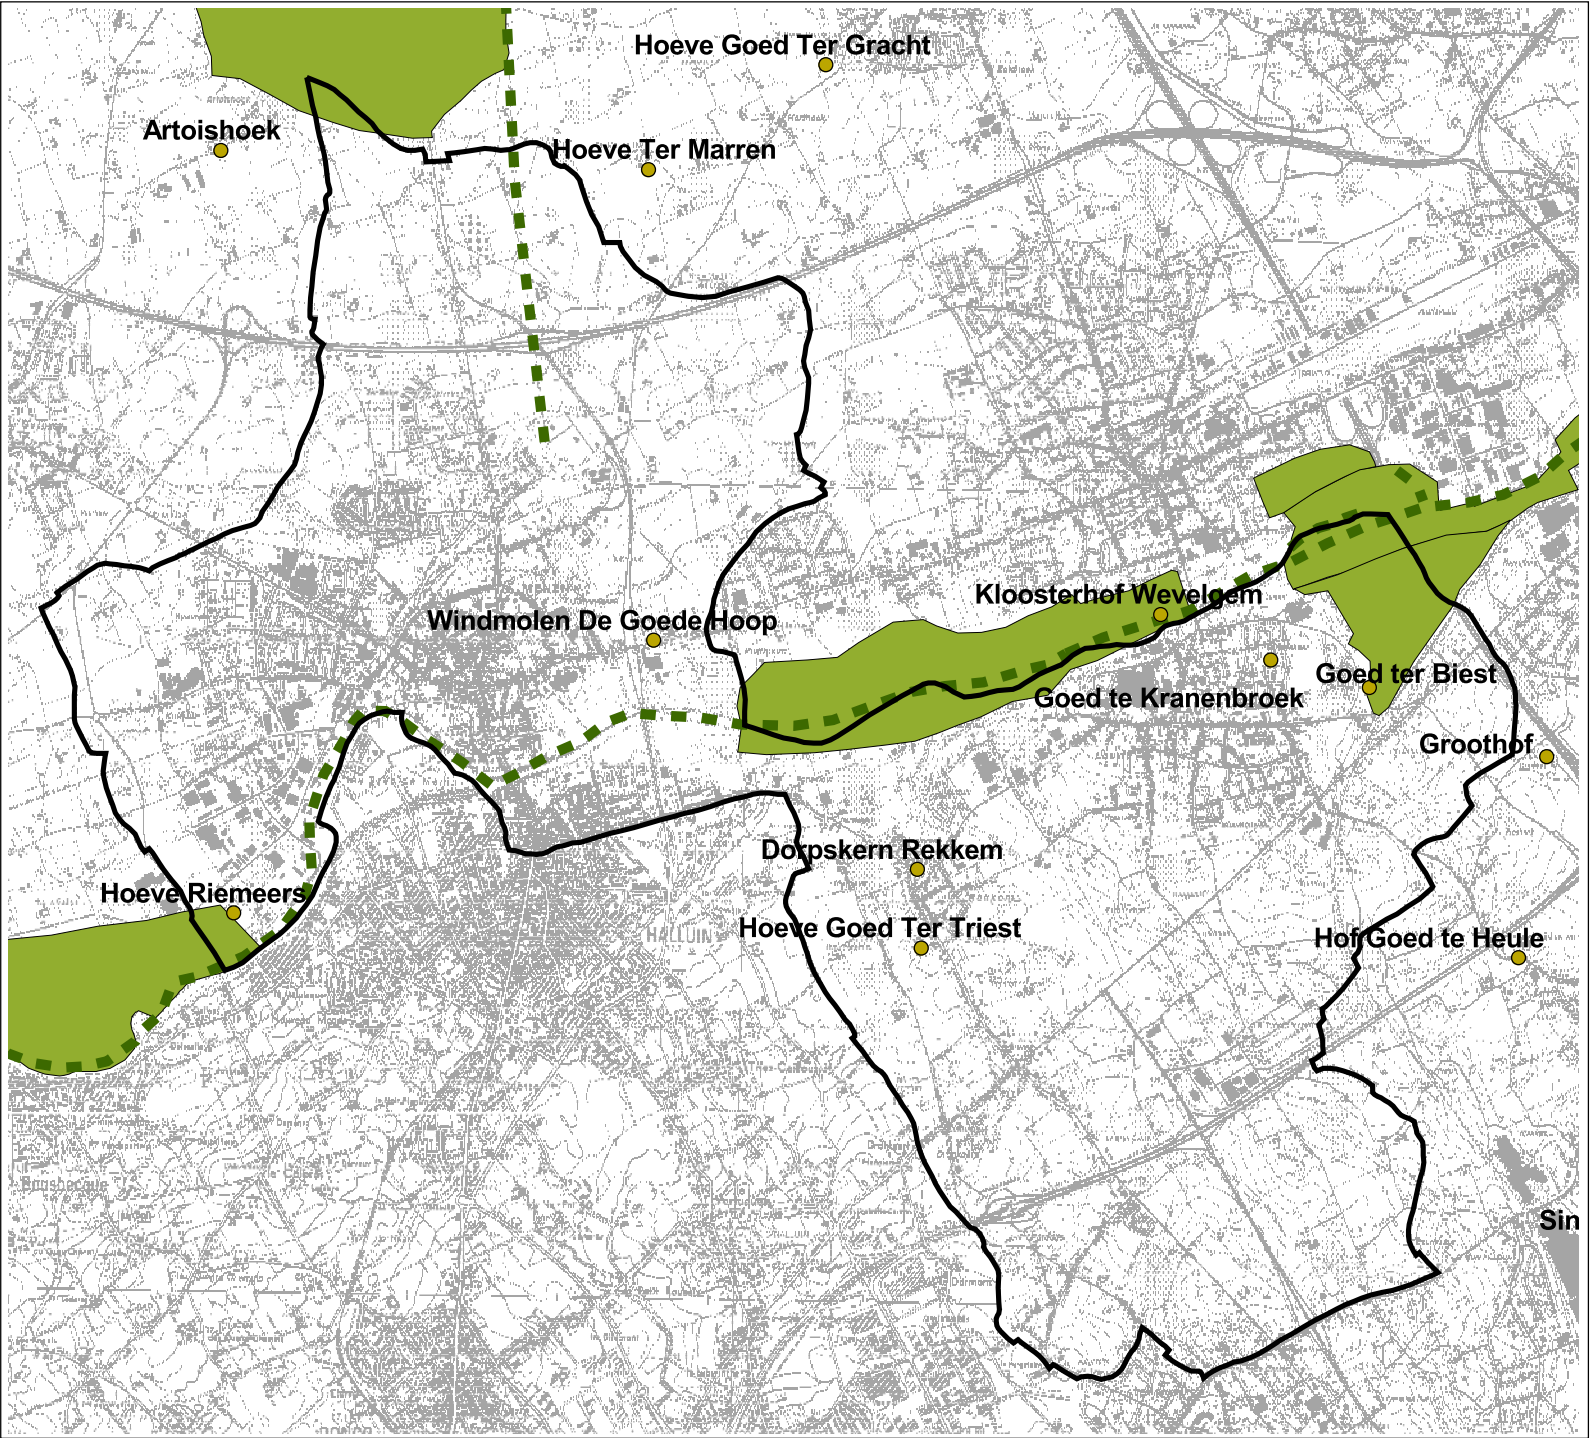 Hoeve Goed Ter Gracht
Artoishoek
Hoeve Ter Marren
Kloosterhof Wevelgem
Windmolen De Goede Hoop
Goed ter Biest
Goed te Kranenbroek
Groothof
Dorpskern Rekkem
Hoeve Riemeers
Hoeve Goed Ter Triest
HALLUIN
Hof Goed te Heule
Sin